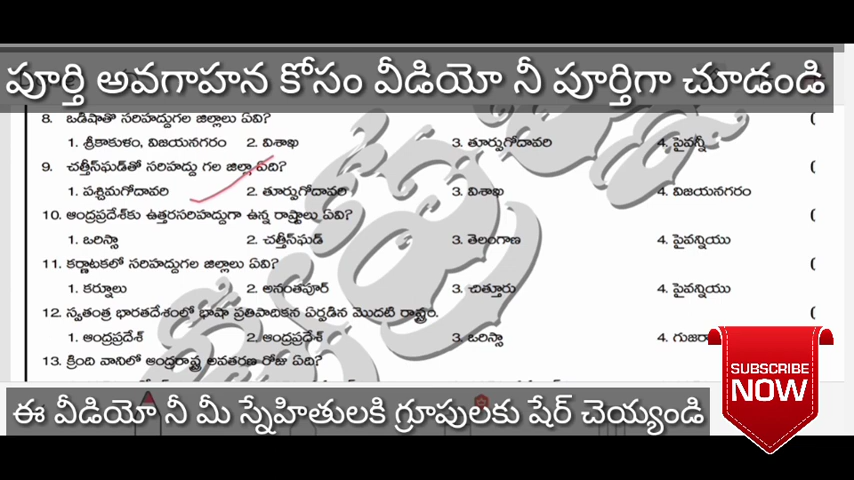 పూర్తి అవగాహన కోసం వీడియో నీ పూర్తిగా చూడండి
8. ఒడిషాతో సరిహద్దుగల జిల్లాలు ఏవి? (
1. శ్రీకాకుళం, విజయనగరం 2. విశాఖ 3. తూర్పుగోదావరి 4. పైవన్నీ
9. చత్తీస్‌ఘడ్‌తో సరిహద్దు గల జిల్లా ఏది? (
1. పశ్చిమగోదావరి 2. తూర్పుగోదావరి 3. విశాఖ 4. విజయనగరం
10. ఆంధ్రప్రదేశ్‌కు ఉత్తరసరిహద్దుగా ఉన్న రాష్ట్రాలు ఏవి? (
1. ఒరిస్సా 2. చత్తీస్‌ఘడ్ 3. తెలంగాణ 4. పైవన్నియు
11. కర్ణాటకలో సరిహద్దుగల జిల్లాలు ఏవి? (
1. కర్నూలు 2. అనంతపూర్ 3. చిత్తూరు 4. పైవన్నియు
12. స్వతంత్ర భారతదేశంలో భాషా ప్రతిపాదికన ఏర్పడిన మొదటి రాష్ట్రం. (
1. ఆంధ్రప్రదేశ్ 2. ఆంధ్రప్రదేశ్ 3. ఒరిస్సా
13. క్రింది వానిలో ఆంధ్రరాష్ట్ర అవతరణ రోజు ఏది?
SUBSCRIBE
NOW
ఈ వీడియో నీ మీ స్నేహితులకి గ్రూపులకు షేర్ చెయ్యండి